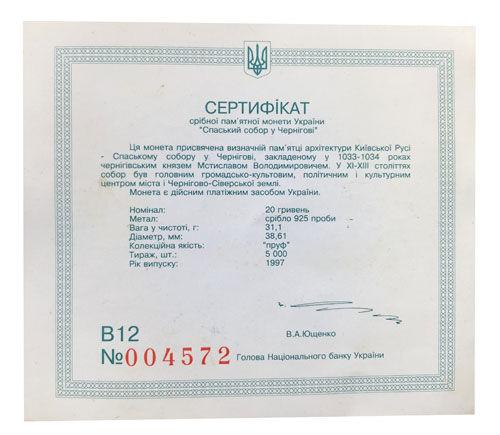 СЕРТИФІКАТ
срібної пам'ятної монети України
"Спаський собор у Чернігові"
Ця монета присвячена визначній пам'ятці архітектури Київської Русі
- Спаському собору у Чернігові, закладеному у 1033-1034 роках
чернігівським князем Мстиславом Володимировичем. У XI-XIII століттях
собор був головним громадсько-культовим, політичним і культурним
центром міста і Чернігово-Сіверської землі.
Монета є дійсним платіжним засобом України.
Номінал: 20 гривень
Метал: срібло 925 проби
Вага у чистоті, г: 31,1
Діаметр, мм: 38,61
Колекційна якість: "пруф"
Тираж, шт.: 5 000
Рік випуску: 1997
В.А.Ющенко
В12
№004572 Голова Національного банку України